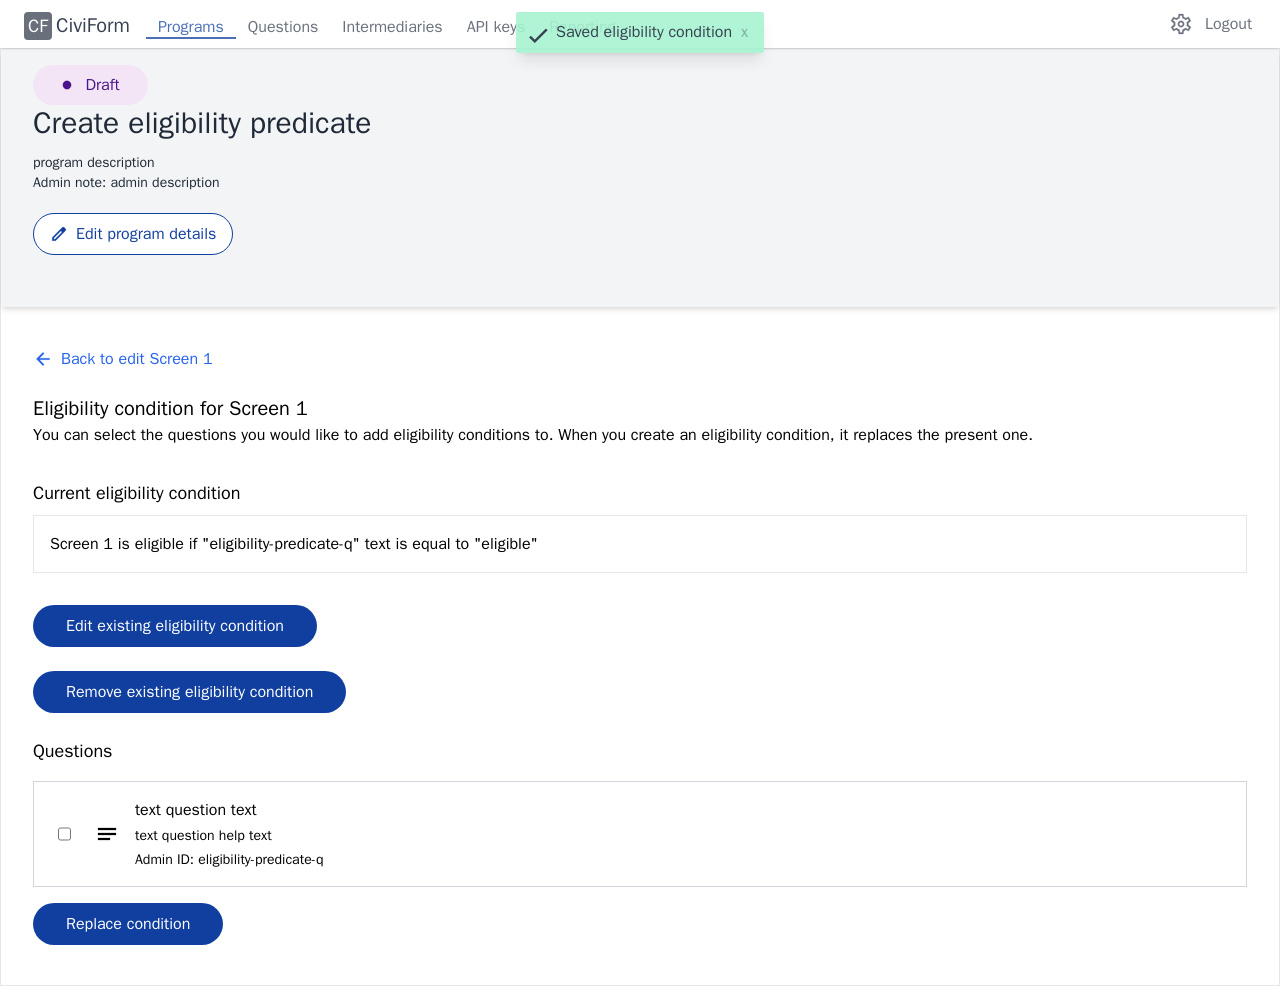 CF CiviForm Programs Questions Intermediaries API keys Saved eligibility condition x Logout
Draft
Create eligibility predicate
program description
Admin note: admin description
Edit program details
Back to edit Screen 1
Eligibility condition for Screen 1
You can select the questions you would like to add eligibility conditions to. When you create an eligibility condition, it replaces the present one.
Current eligibility condition
Screen 1 is eligible if "eligibility-predicate-q" text is equal to "eligible"
Edit existing eligibility condition
Remove existing eligibility condition
Questions
text question text
text question help text
Admin ID: eligibility-predicate-q
Replace condition